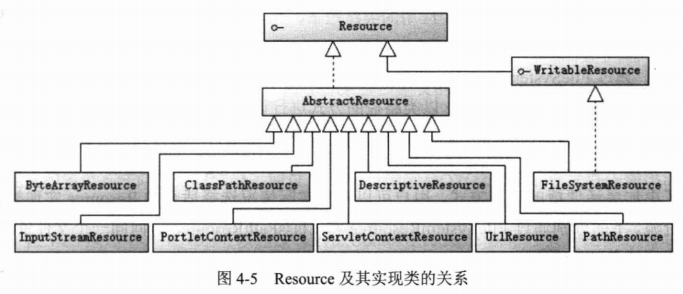 Resource
WritableResource
AbstractResource
ByteArrayResource
ClassPathResource
DescriptiveResource
FileSystemResource
InputStreamResource
PortletContextResource
ServletContextResource
UrlResource
PathResource
图 4-5 Resource 及其实现类的关系